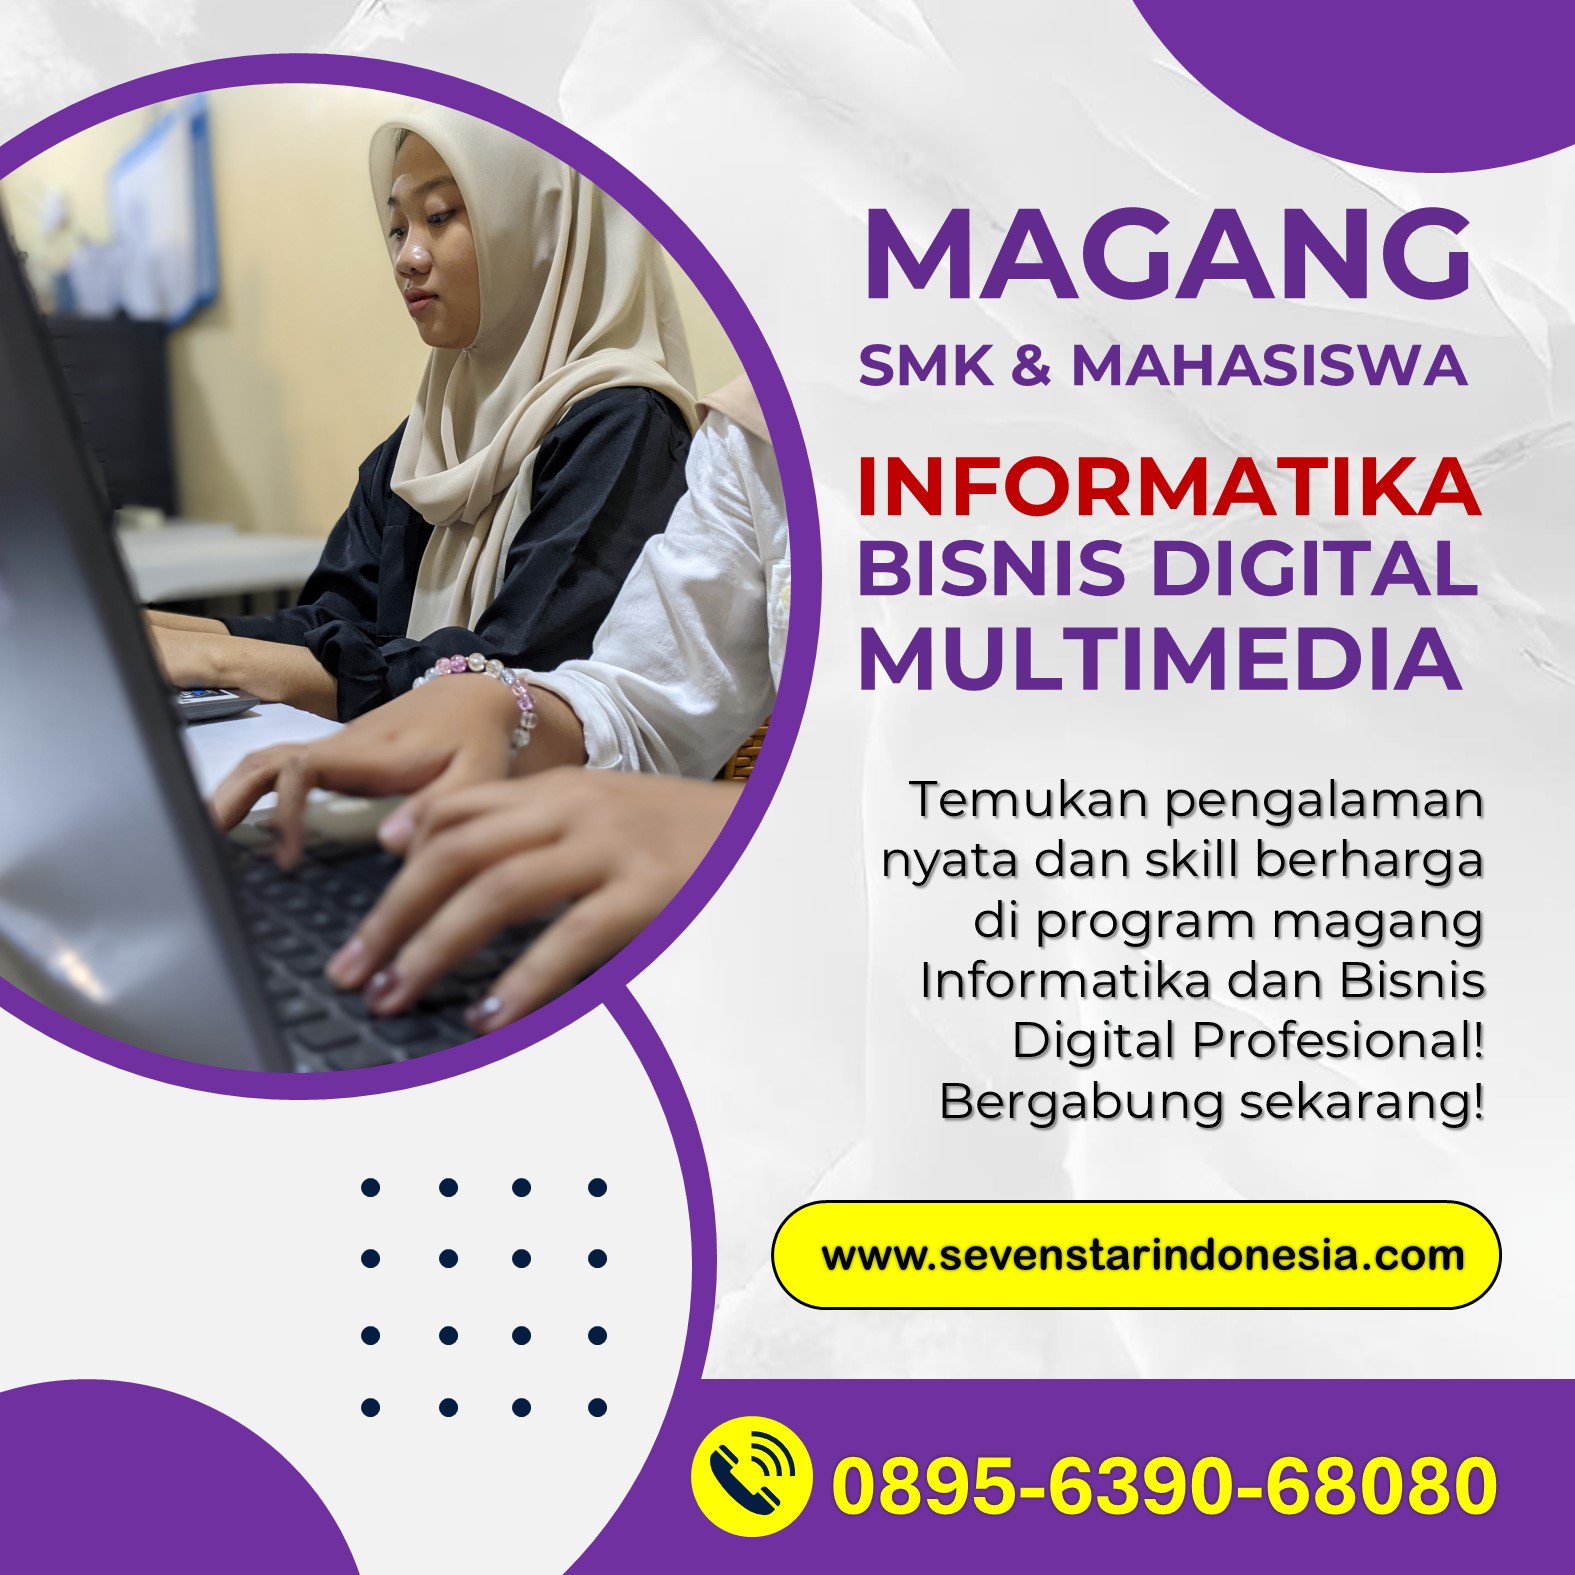 MAGANG
SMK & MAHASISWA
INFORMATIKA
BISNIS DIGITAL
MULTIMEDIA
Temukan pengalaman
nyata dan skill berharga
di program magang
Informatika dan Bisnis
Digital Profesional!
Bergabung sekarang!
www.sevenstarindonesia.com
0895-6390-68080